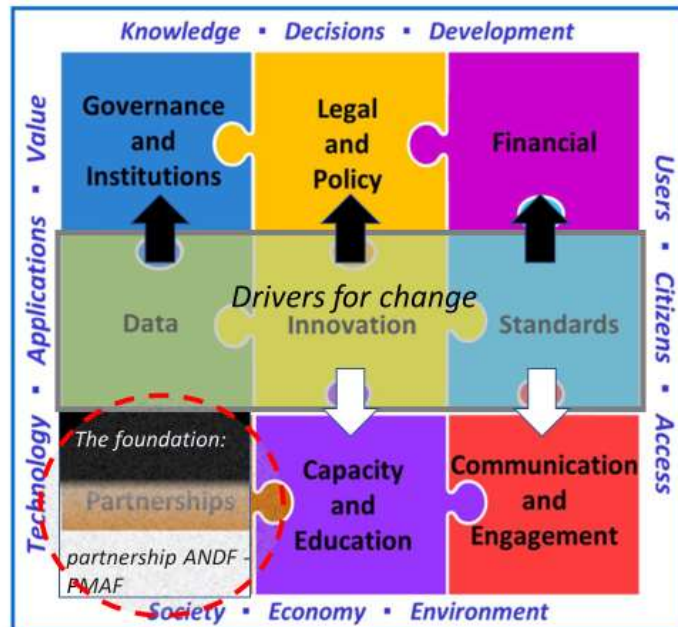 Knowledge ▪ Decisions ▪ Development
Technology ▪ Applications ▪ Value
Governance
and
Institutions
Legal
and
Policy
Financial
Users ▪ Citizens ▪ Access
Drivers for change
Data
Innovation
Standards
The foundation:
Partnerships
partnership ANDF -
PMAF
Capacity
and
Education
Communication
and
Engagement
Society ▪ Economy ▪ Environment